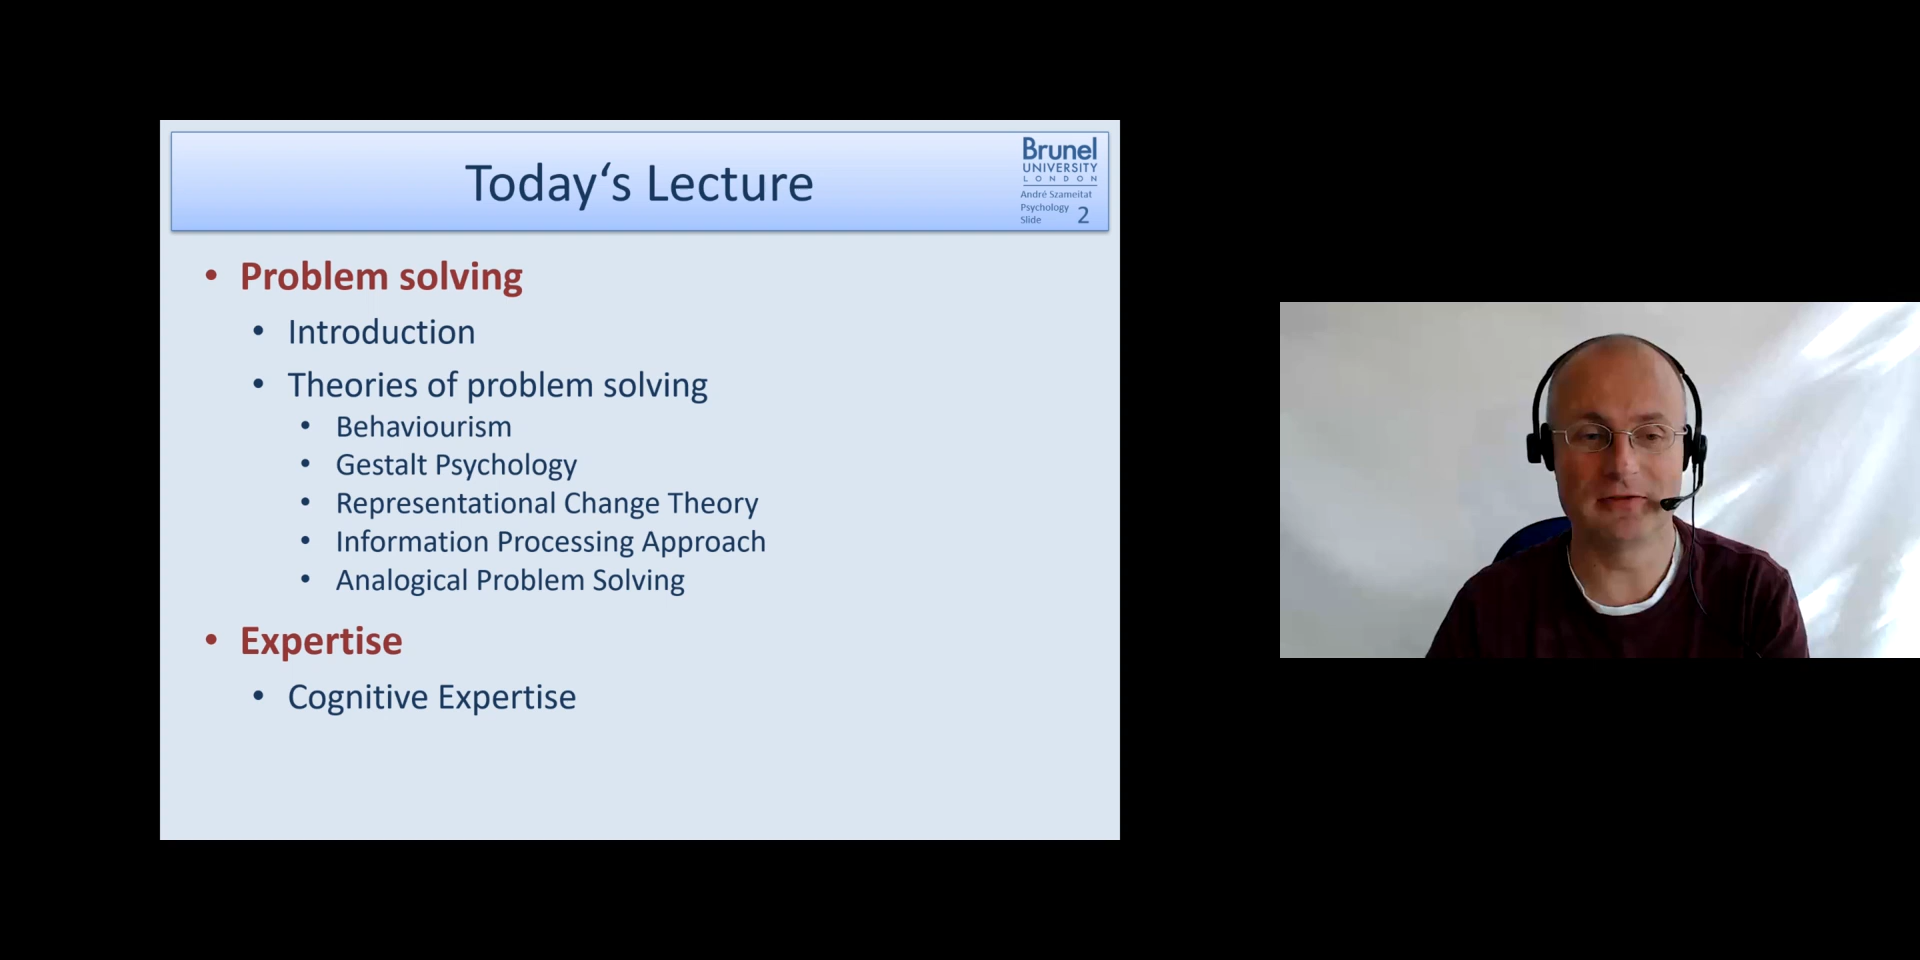 Today‘s Lecture
Brunel
UNIVERSITY
LONDON
André Szameitat
Psychology
Slide 2
• Problem solving
• Introduction
• Theories of problem solving
• Behaviourism
• Gestalt Psychology
• Representational Change Theory
• Information Processing Approach
• Analogical Problem Solving
• Expertise
• Cognitive Expertise